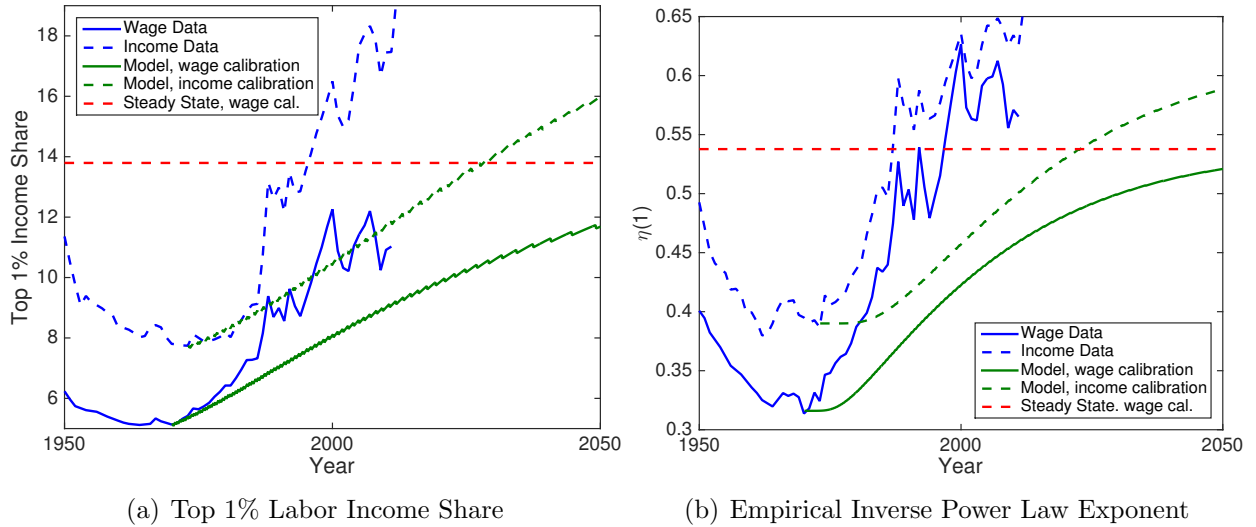 18
16
14
12
10
8
6
Top 1% Labor Income Share
Wage Data
Income Data
Model, wage calibration
Model, income calibration
Steady State, wage cal.
1950
2000
2050
Year
(a) Top 1% Labor Income Share
0.65
0.6
0.55
0.5
0.45
0.4
0.35
0.3
η(1)
Wage Data
Income Data
Model, wage calibration
Model, income calibration
Steady State. wage cal.
1950
2000
2050
Year
(b) Empirical Inverse Power Law Exponent